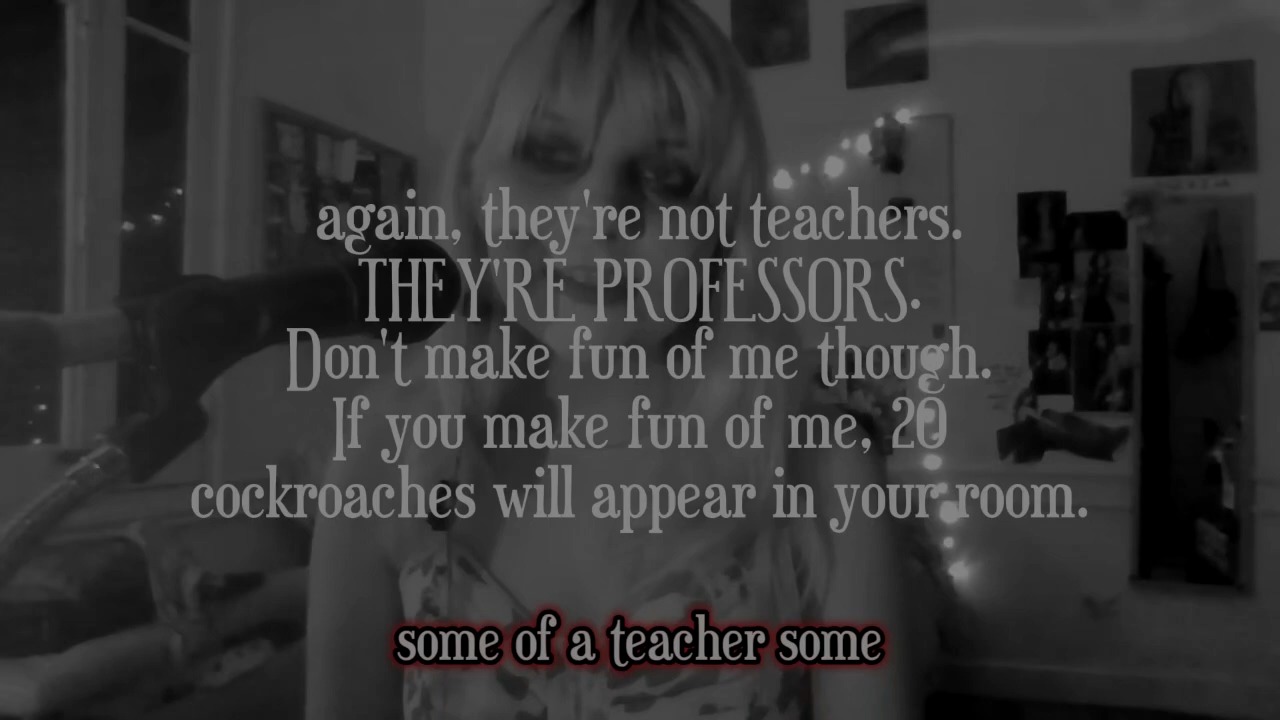 again, they're not teachers.
THEY'RE PROFESSORS.
Don't make fun of me though.
If you make fun of me, 20
cockroaches will appear in your room.
some of a teacher some